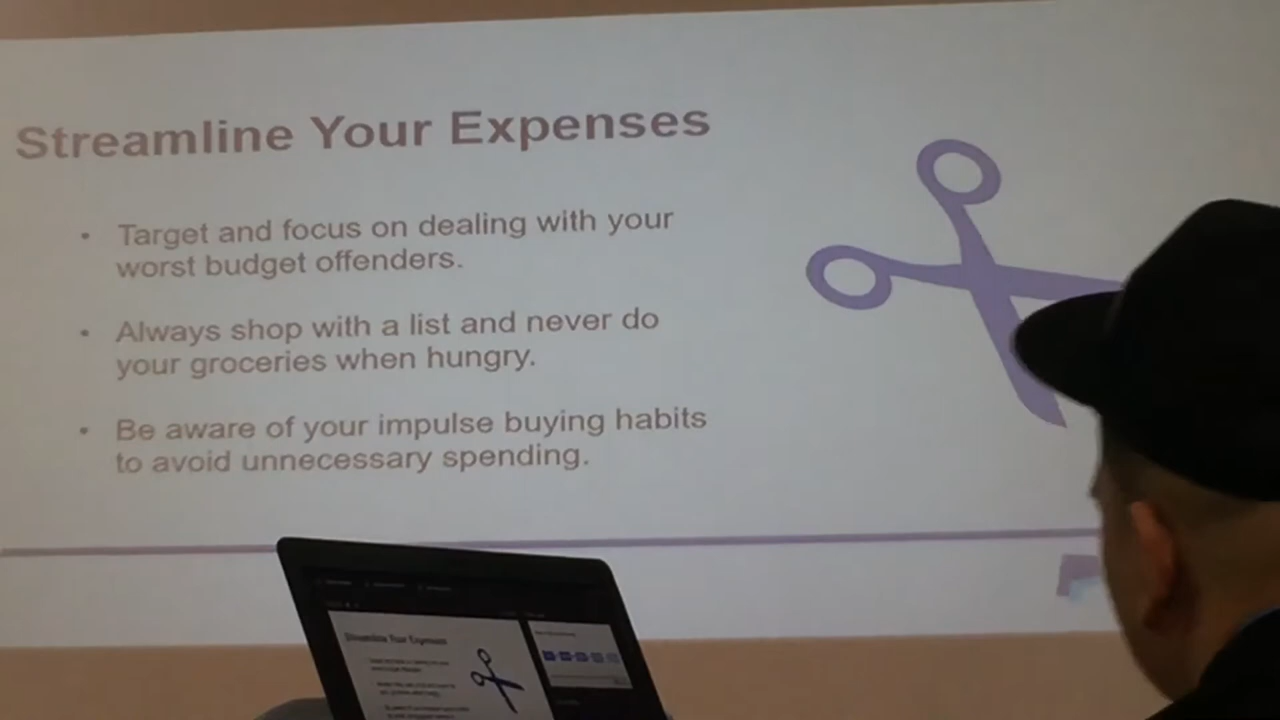 Streamline Your Expenses
• Target and focus on dealing with your
worst budget offenders.
• Always shop with a list and never do
your groceries when hungry.
• Be aware of your impulse buying habits
to avoid unnecessary spending.
Streamline Your Expenses